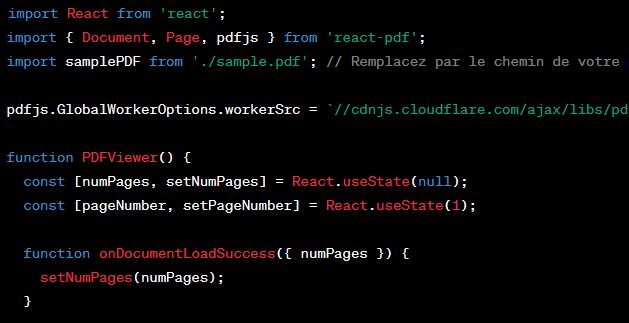 import React from 'react';
import { Document, Page, pdfjs } from 'react-pdf';
import samplePDF from './sample.pdf'; // Remplacez par le chemin de votre
pdfjs.GlobalWorkerOptions.workerSrc = `//cdnjs.cloudflare.com/ajax/libs/pd
function PDFViewer() {
const [numPages, setNumPages] = React.useState(null);
const [pageNumber, setPageNumber] = React.useState(1);
function onDocumentLoadSuccess({ numPages }) {
setNumPages(numPages);
}